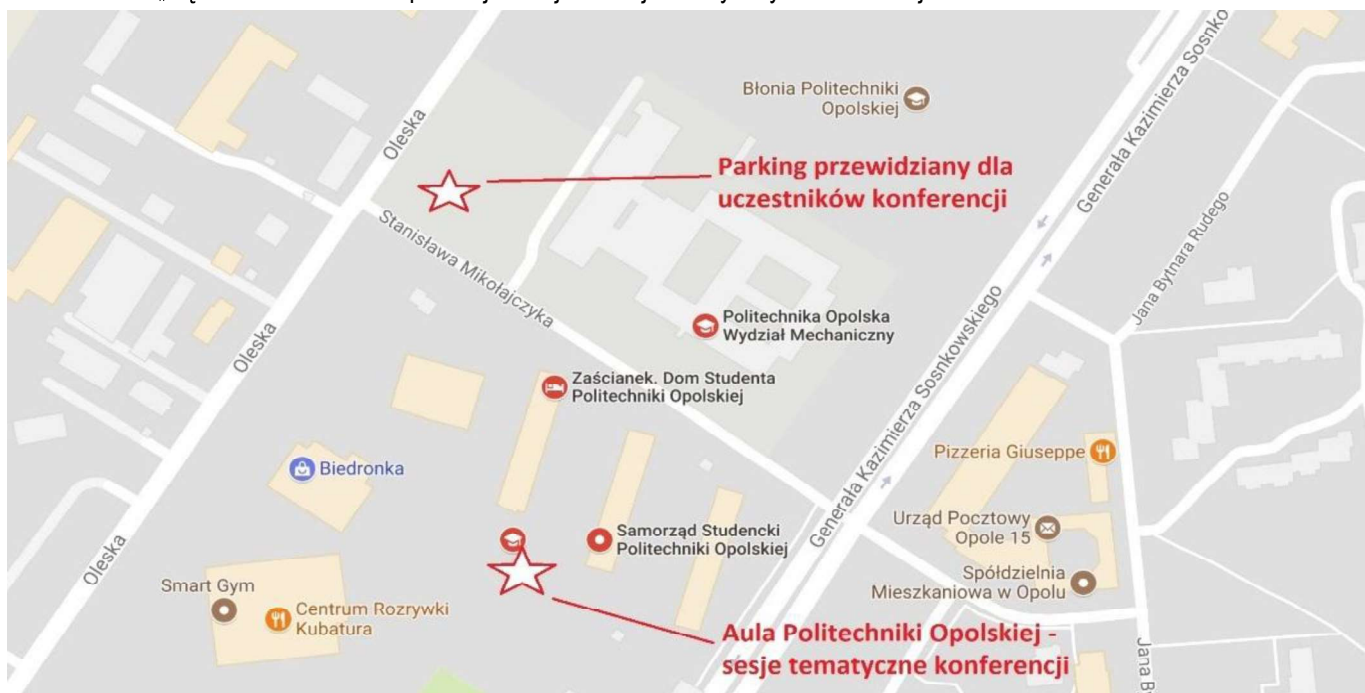 Błonia Politechniki
Opolskiej
Generała Kazimierza Sosnko
Oleska
Parking przewidziany dla
uczestników konferencji
Stanisława Mikołajczyka
Jana Bytnara Rudego
Politechnika Opolska
Wydział Mechaniczny
Oleska
Generała Kazimierza Sosnkowskiego
Zaścianek. Dom Studenta
Politechniki Opolskiej
Biedronka
Pizzeria Giuseppe
Urząd Pocztowy
Opole 15
Samorząd Studencki
Politechniki Opolskiej
Oleska
Smart Gym
Spółdzielnia
Mieszkaniowa w Opolu
Centrum Rozrywki
Kubatura
Aula Politechniki Opolskiej -
sesje tematyczne konferencji
Jana B